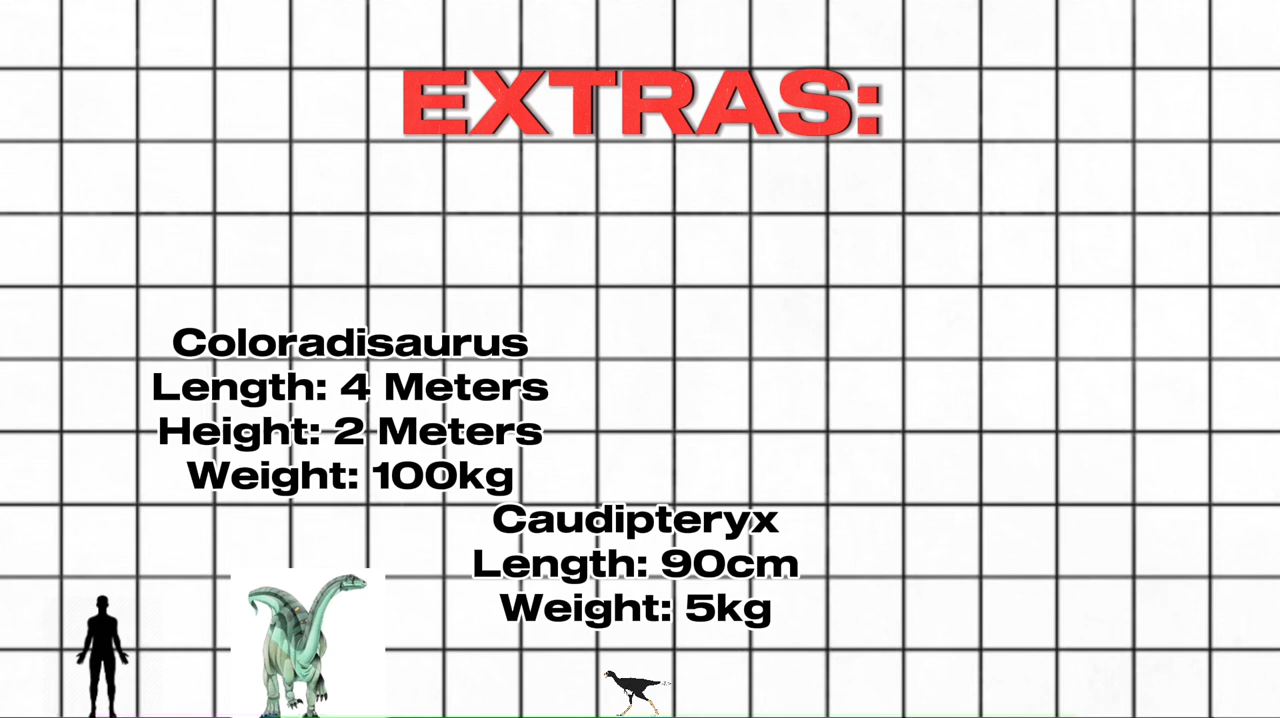 EXTRAS:
Coloradisaurus
Length: 4 Meters
Height: 2 Meters
Weight: 100kg
Caudipteryx
Length: 90cm
Weight: 5kg